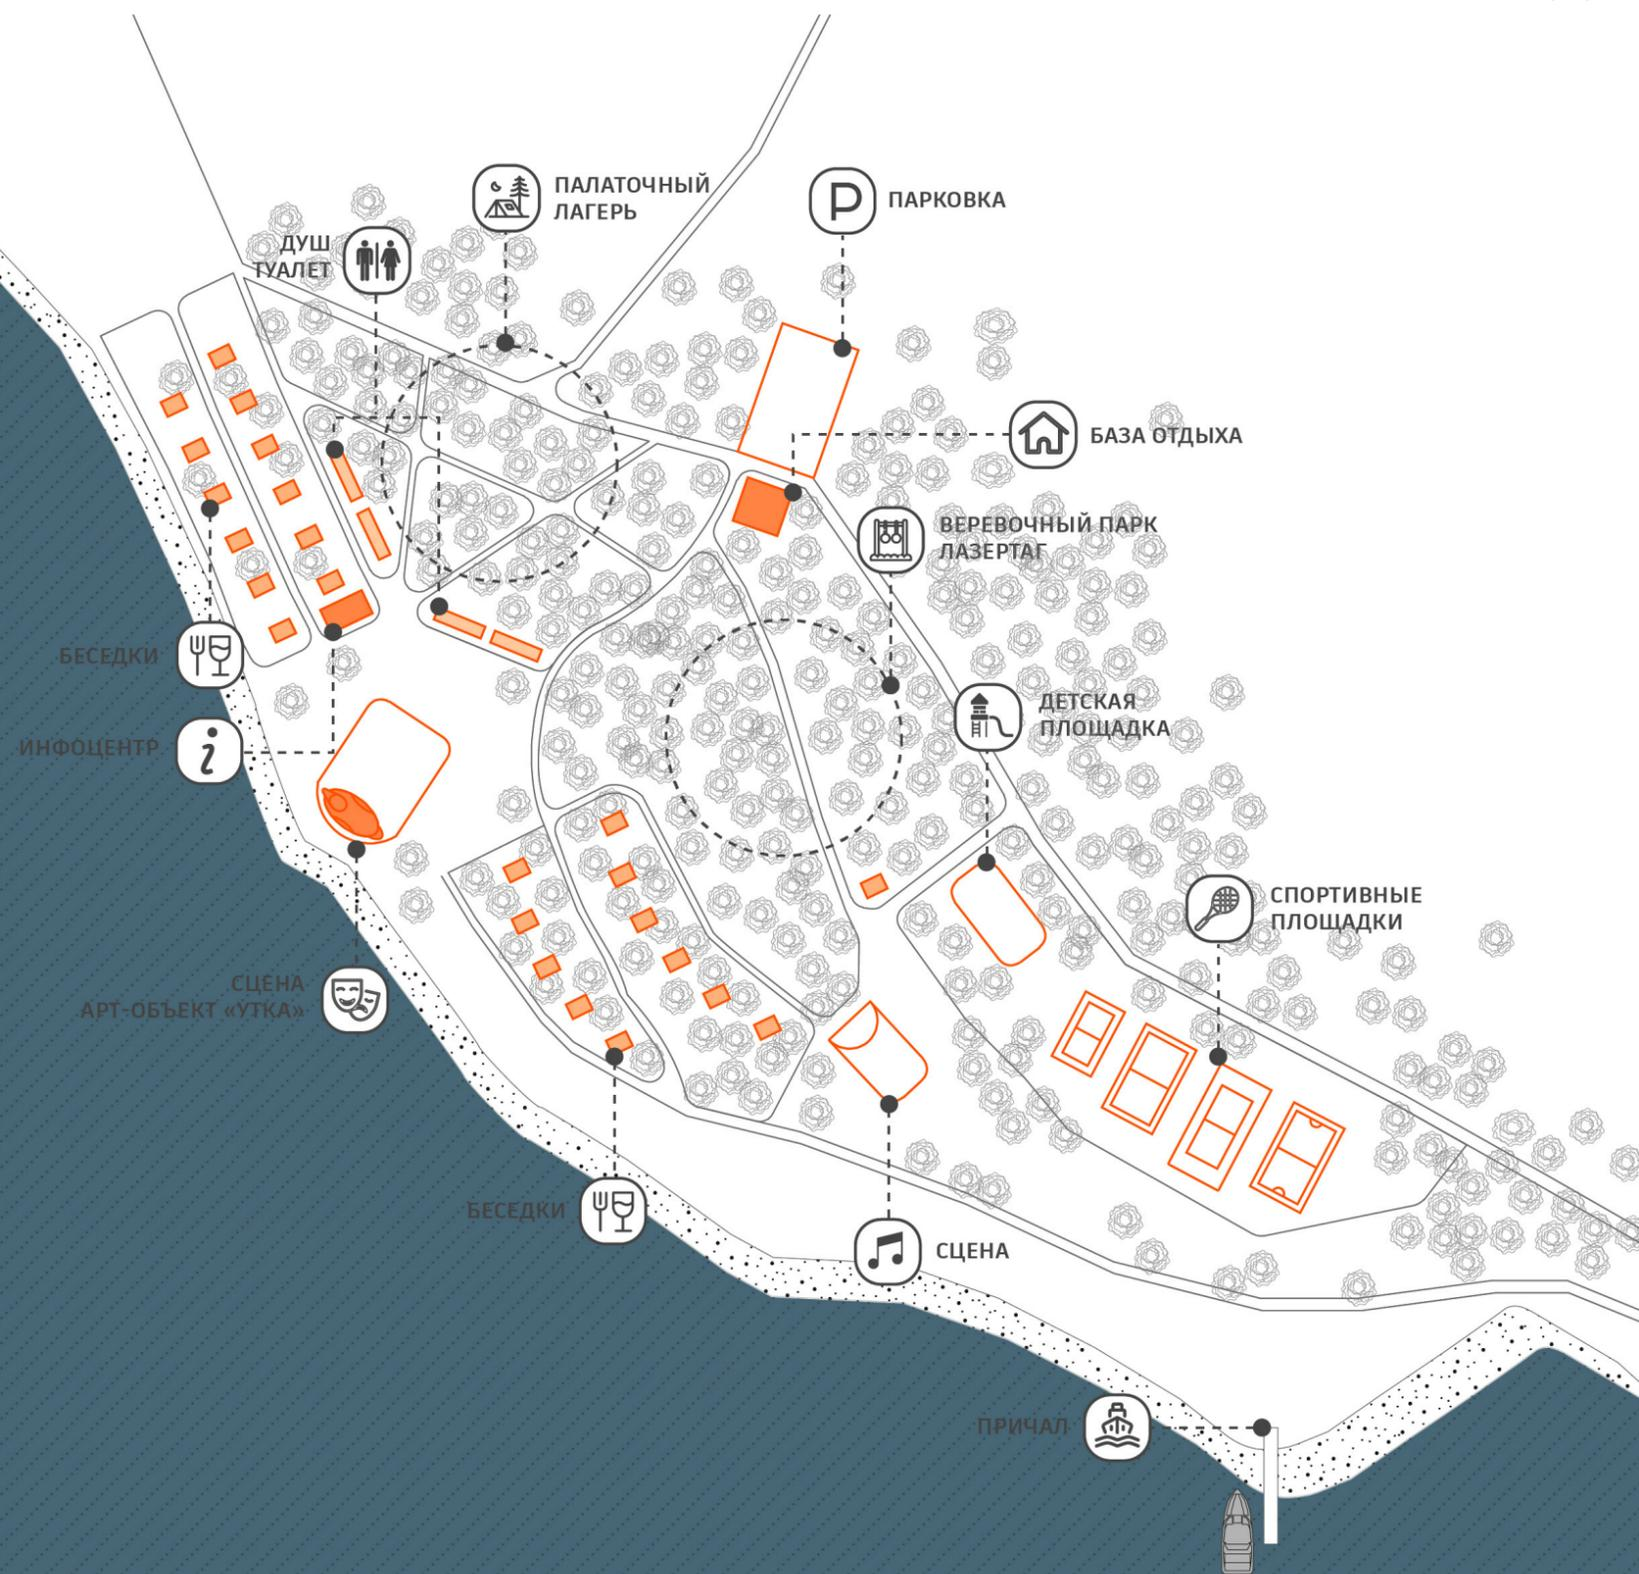 ПАЛАТОЧНЫЙ
ЛАГЕРЬ
P
ПАРКОВКА
ДУШ
ТУАЛЕТ
БАЗА ОТДЫХА
ВЕРЕВОЧНЫЙ ПАРК
ЛАЗЕРТАГ
БЕСЕДКИ
ДЕТСКАЯ
ПЛОЩАДКА
i
ИНФОЦЕНТР
СПОРТИВНЫЕ
ПЛОЩАДКИ
СЦЕНА
АРТ-ОБЪЕКТ «УТКА»
БЕСЕДКИ
СЦЕНА
ПРИЧАЛ